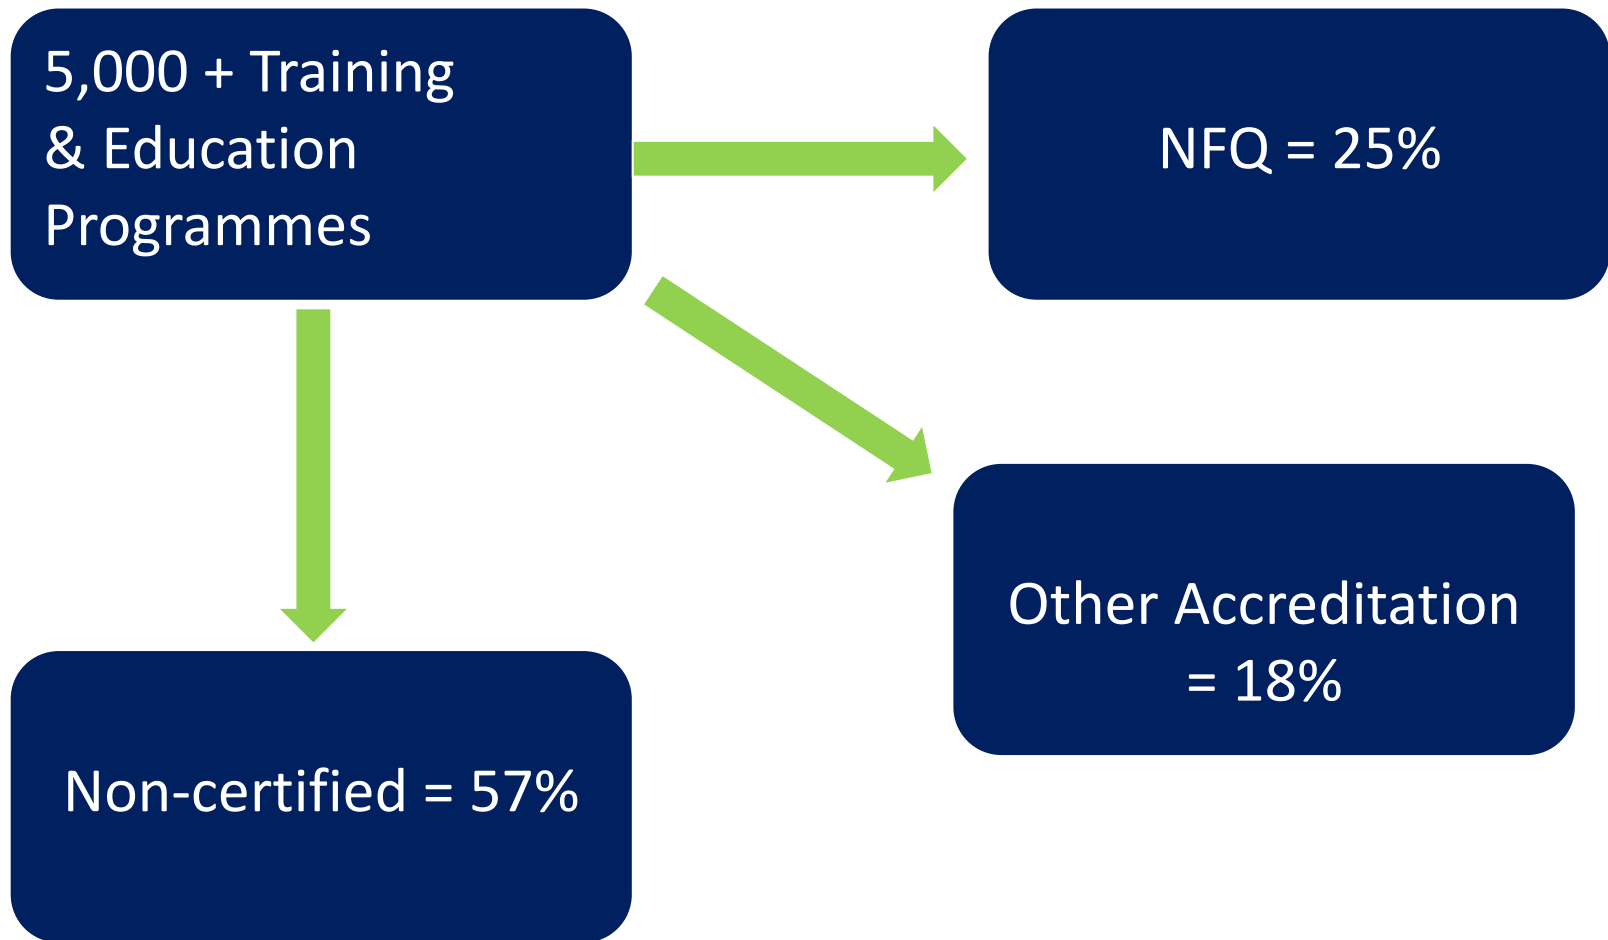 5,000 + Training
& Education
Programmes
NFQ = 25%
Other Accreditation
= 18%
Non-certified = 57%